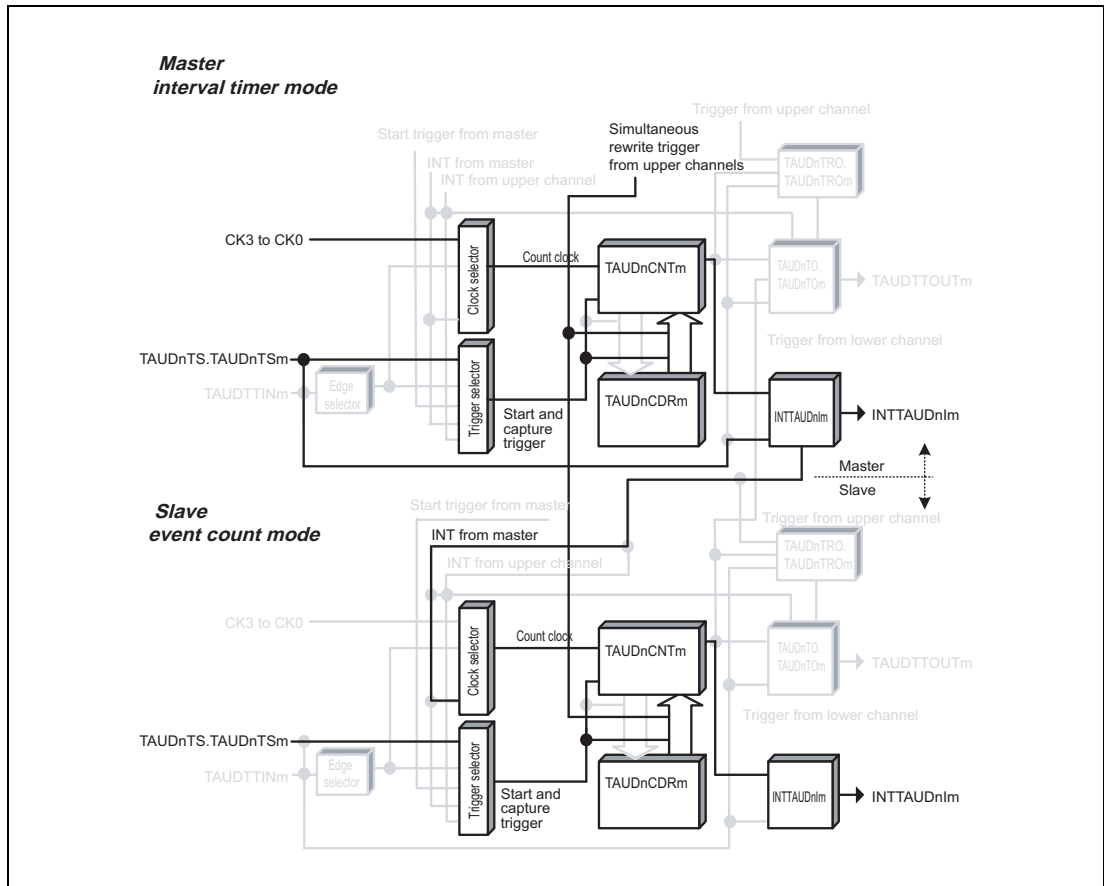 Master
interval timer mode
Trigger from upper channel
Start trigger from master
Simultaneous
rewrite trigger
from upper channels
INT from master
INT from upper channel
TAUDnTRO.
TAUDnTROm
CK3 to CK0
Clock selector
Count clock
TAUDnCNTm
TAUDnTO.
TAUDnTOm
TAUDTTOUTm
Trigger from lower channel
TAUDnTS.TAUDnTSm
TAUDTTINm
Edge
selector
Trigger selector
Start and
capture
trigger
TAUDnCDRm
INTTAUDnIm
INTTAUDnIm
Master
Slave
Slave
event count mode
Start trigger from master
Trigger from upper channel
INT from master
INT from upper channel
TAUDnTRO.
TAUDnTROm
CK3 to CK0
Clock selector
Count clock
TAUDnCNTm
TAUDnTO.
TAUDnTOm
TAUDTTOUTm
Trigger from lower channel
TAUDnTS.TAUDnTSm
TAUDTTINm
Edge
selector
Trigger selector
Start and
capture
trigger
TAUDnCDRm
INTTAUDnIm
INTTAUDnIm